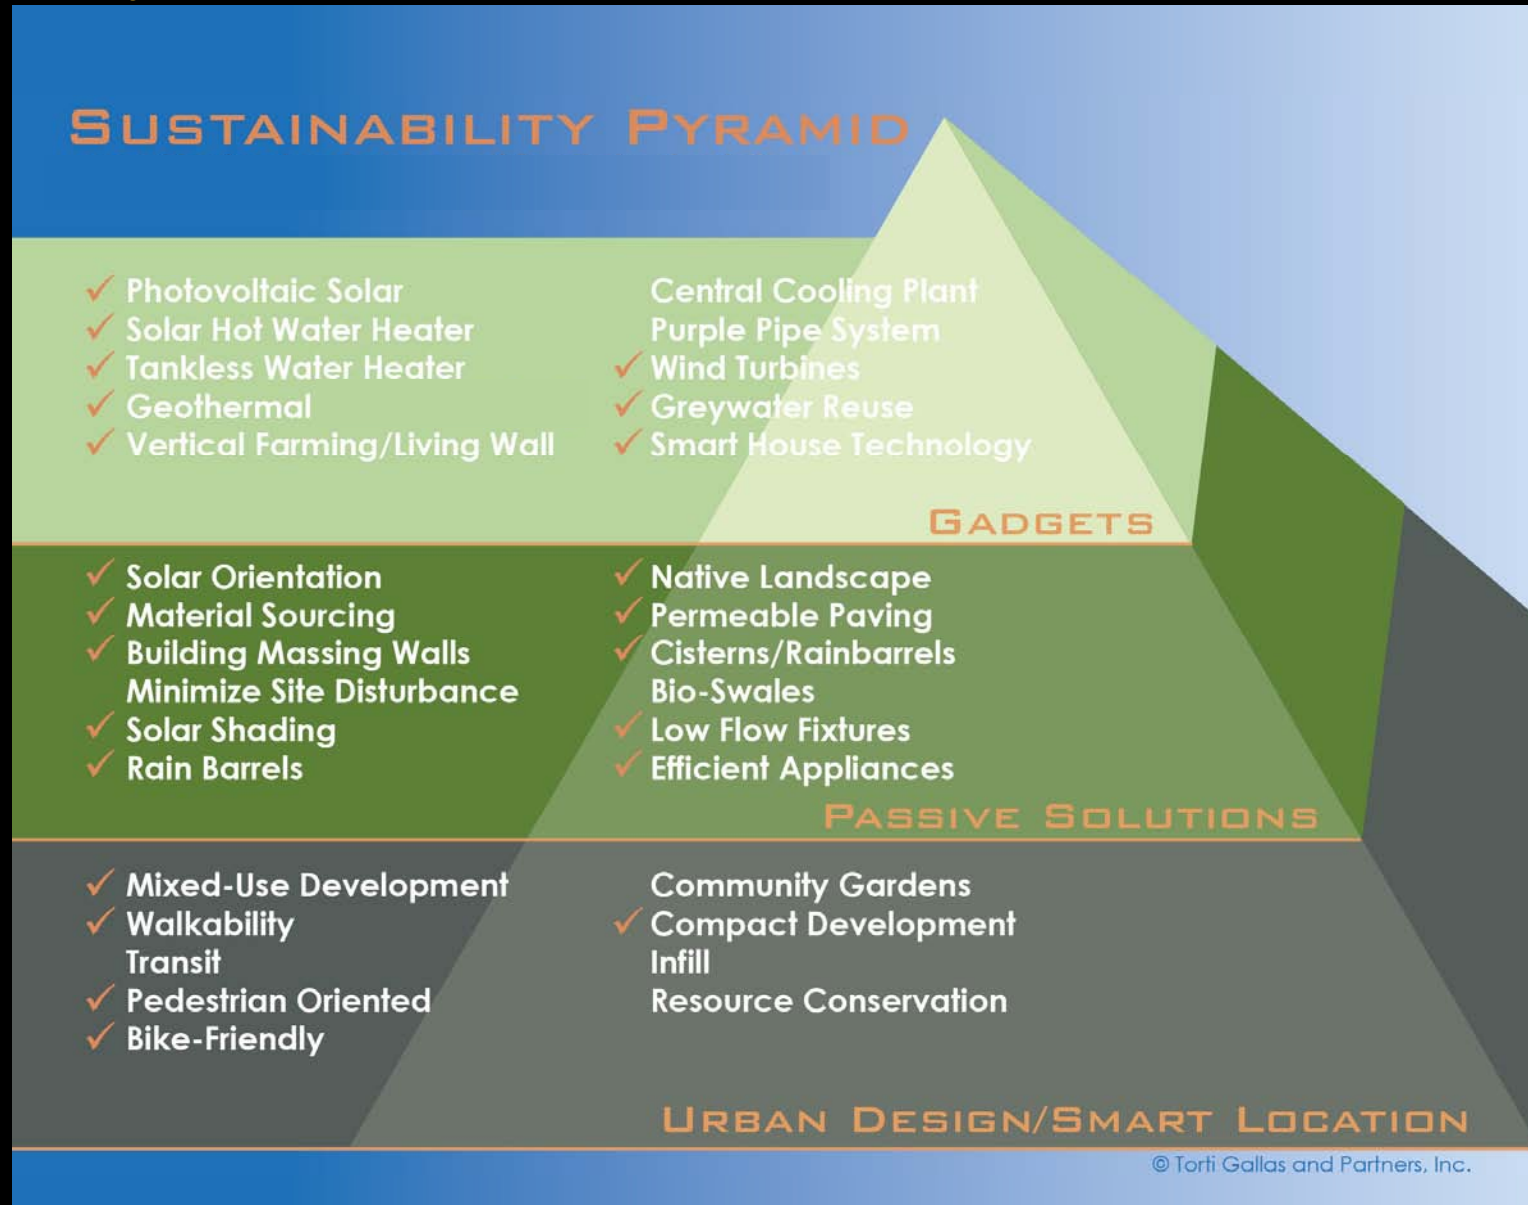 SUSTAINABILITY PYRAMID
✓ Photovoltaic Solar
✓ Solar Hot Water Heater
✓ Tankless Water Heater
✓ Geothermal
✓ Vertical Farming/Living Wall
Central Cooling Plant
Purple Pipe System
✓ Wind Turbines
✓ Greywater Reuse
✓ Smart House Technology
GADGETS
✓ Solar Orientation
✓ Material Sourcing
✓ Building Massing Walls
Minimize Site Disturbance
✓ Solar Shading
✓ Rain Barrels
✓ Native Landscape
✓ Permeable Paving
✓ Cisterns/Rainbarrels
Bio-Swales
✓ Low Flow Fixtures
✓ Efficient Appliances
PASSIVE SOLUTIONS
✓ Mixed-Use Development
✓ Walkability
Transit
✓ Pedestrian Oriented
✓ Bike-Friendly
Community Gardens
✓ Compact Development
Infill
Resource Conservation
URBAN DESIGN/SMART LOCATION
© Torti Gallas and Partners, Inc.